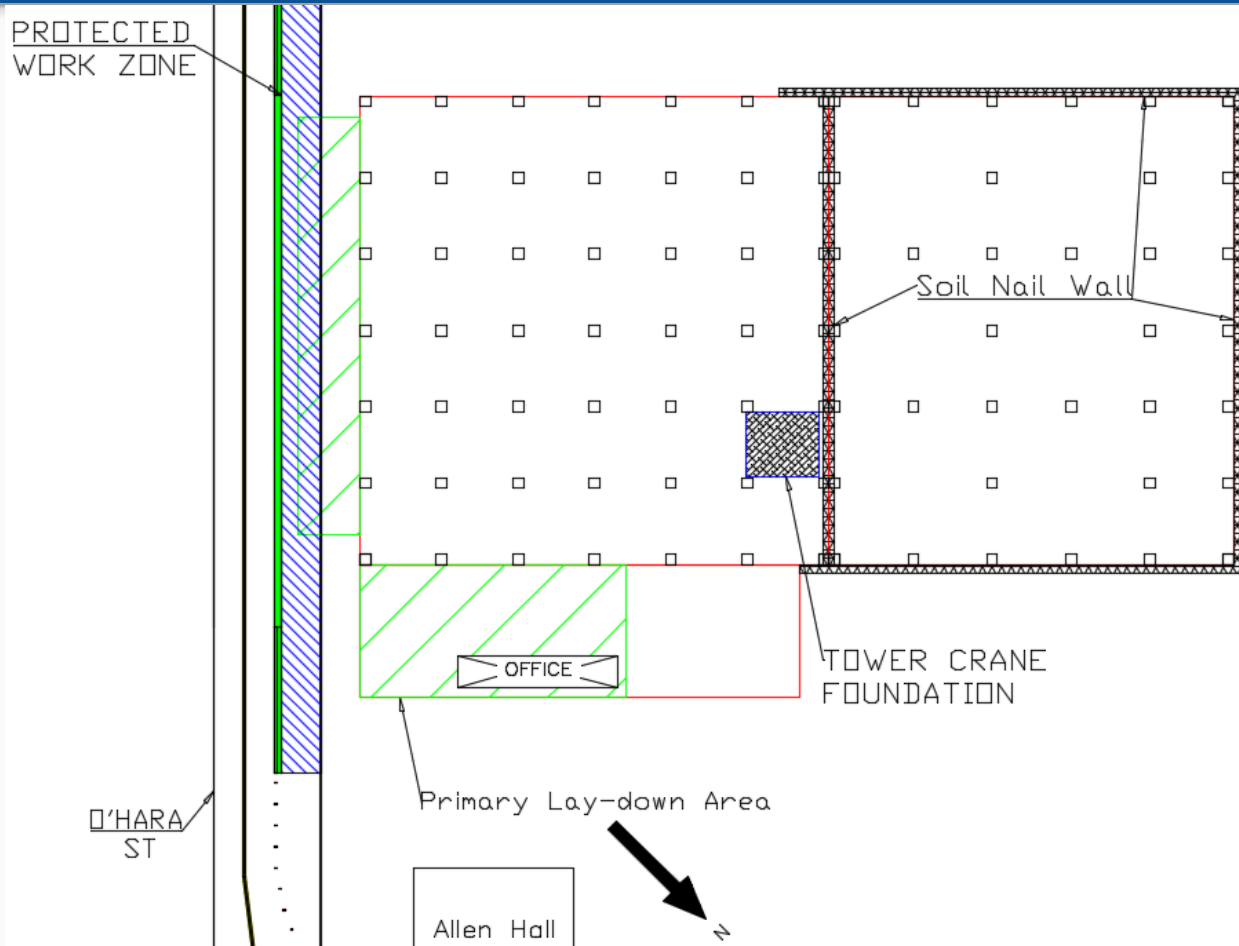 PROTECTED
WORK ZONE
Soil Nail Wall
OFFICE
TOWER CRANE
FOUNDATION
Primary Lay-down Area
O'HARA
ST
N
Allen Hall